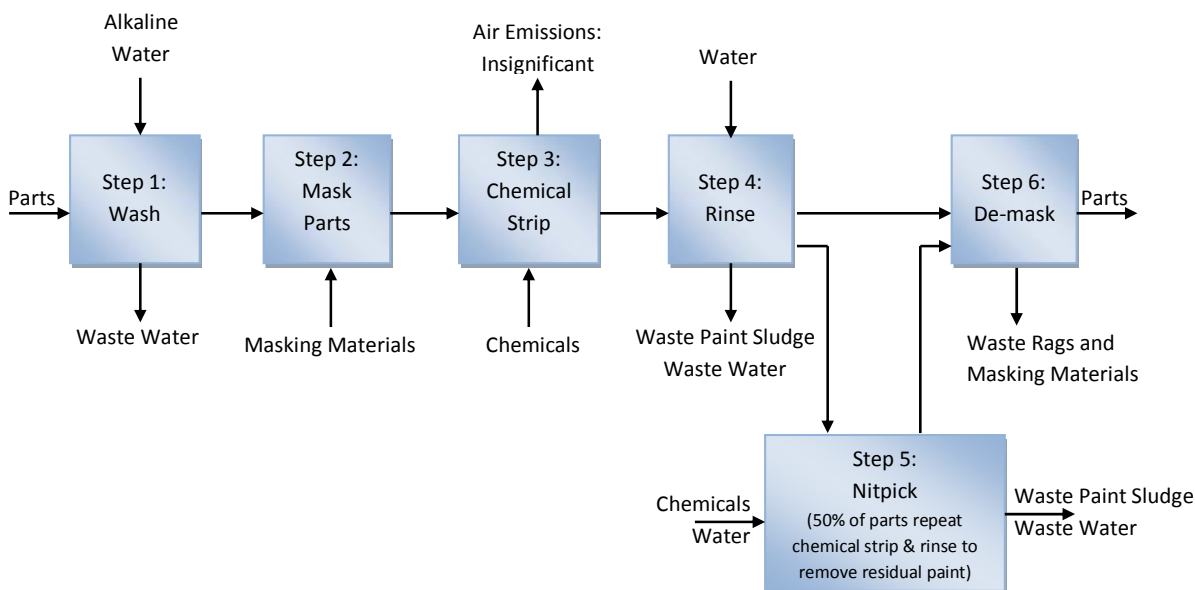 Alkaline
Water
Air Emissions:
Insignificant
Water
Parts
Step 1:
Wash
Step 2:
Mask
Parts
Step 3:
Chemical
Strip
Step 4:
Rinse
Step 6:
De-mask
Parts
Waste Water
Masking Materials
Chemicals
Waste Paint Sludge
Waste Water
Waste Rags and
Masking Materials
Chemicals
Water
Step 5:
Nitpick
(50% of parts repeat
chemical strip & rinse to
remove residual paint)
Waste Paint Sludge
Waste Water